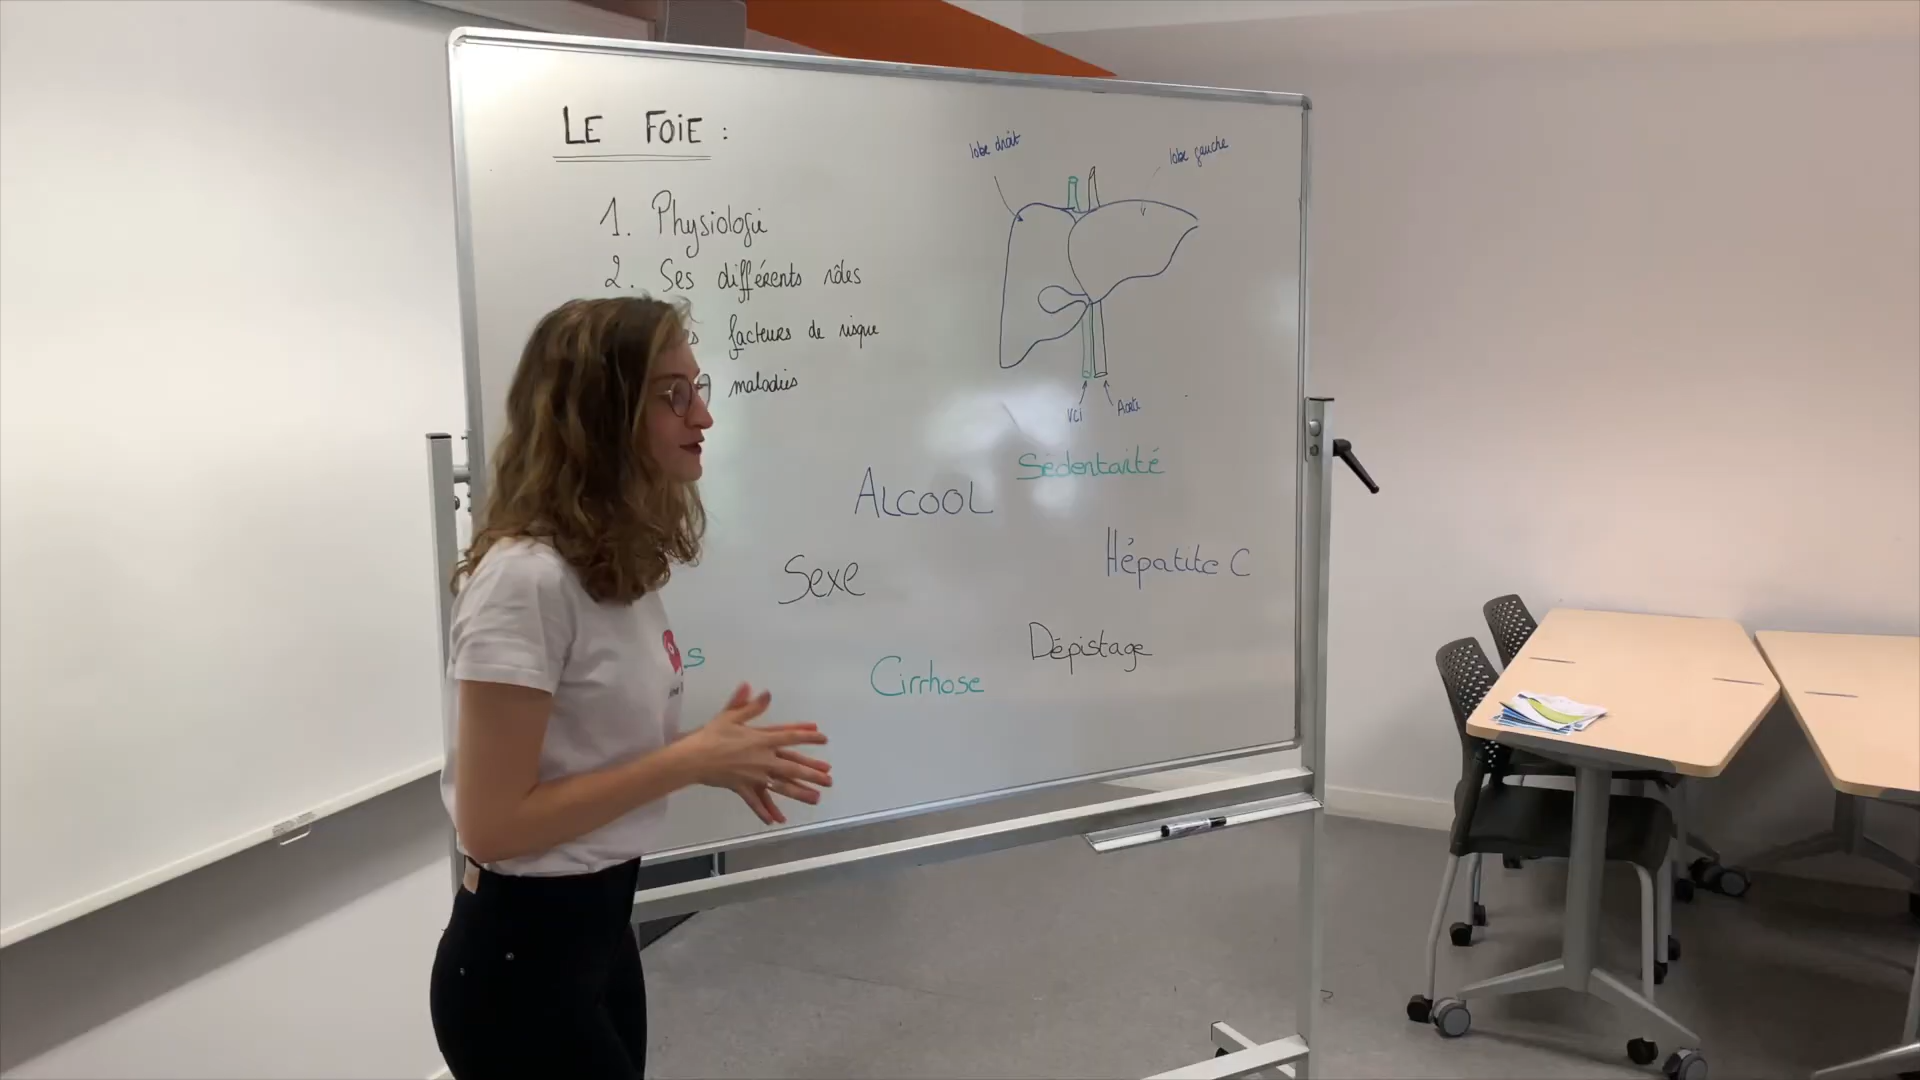 LE FOIE :
lobe droit
lobe gauche
1. Physiologie
2. Ses différents rôles
facteurs de risque
maladies
VCI
Aorte
Sédentarité
ALCOOL
Hépatite C
Sexe
Dépistage
Cirrhose